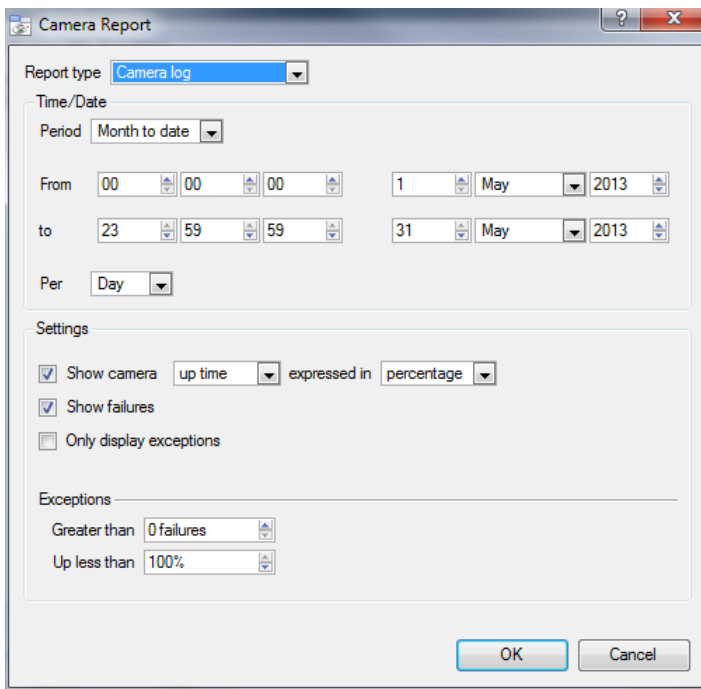 Camera Report
Report type Camera log
Time/Date
Period Month to date
From 00 00 00 1 May 2013
to 23 59 59 31 May 2013
Per Day
Settings
Show camera up time expressed in percentage
Show failures
Only display exceptions
Exceptions
Greater than 0 failures
Up less than 100%
OK Cancel